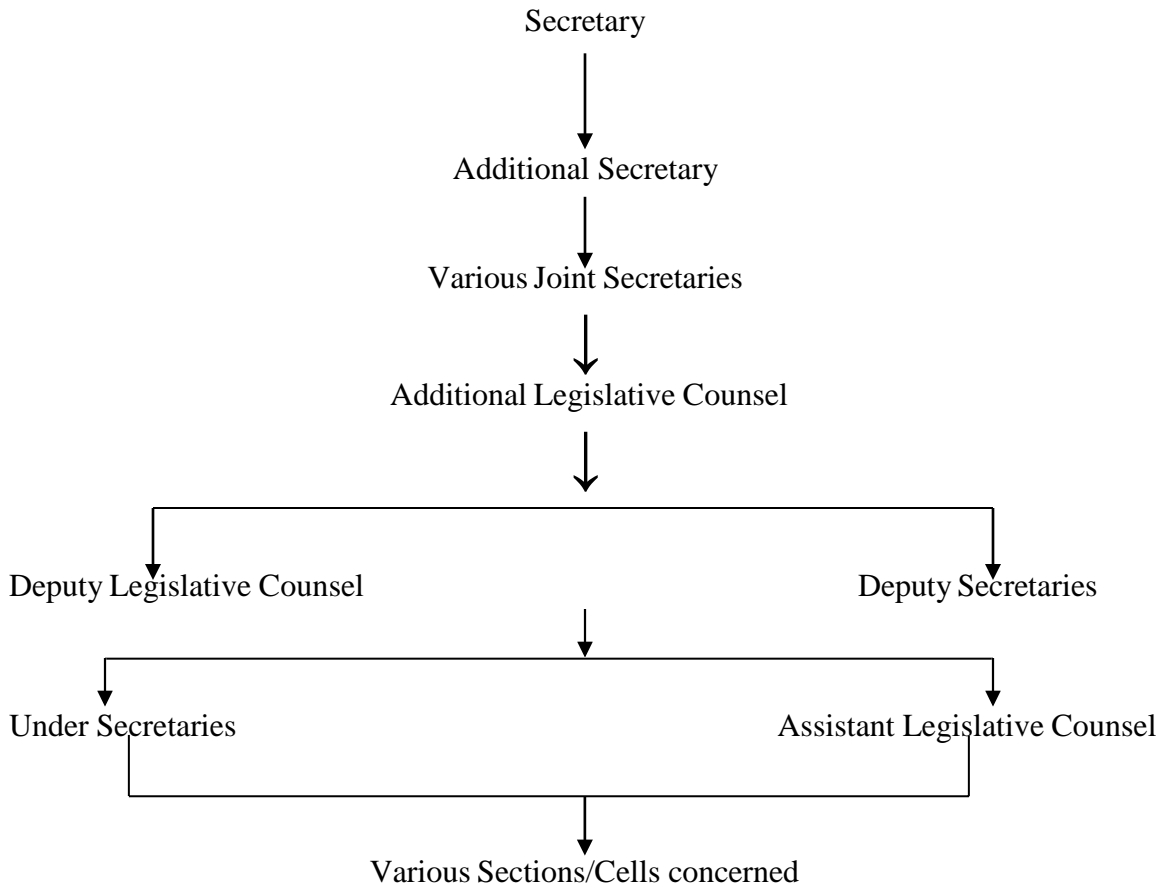 Secretary
Additional Secretary
Various Joint Secretaries
Additional Legislative Counsel
Deputy Legislative Counsel
Deputy Secretaries
Under Secretaries
Assistant Legislative Counsel
Various Sections/Cells concerned